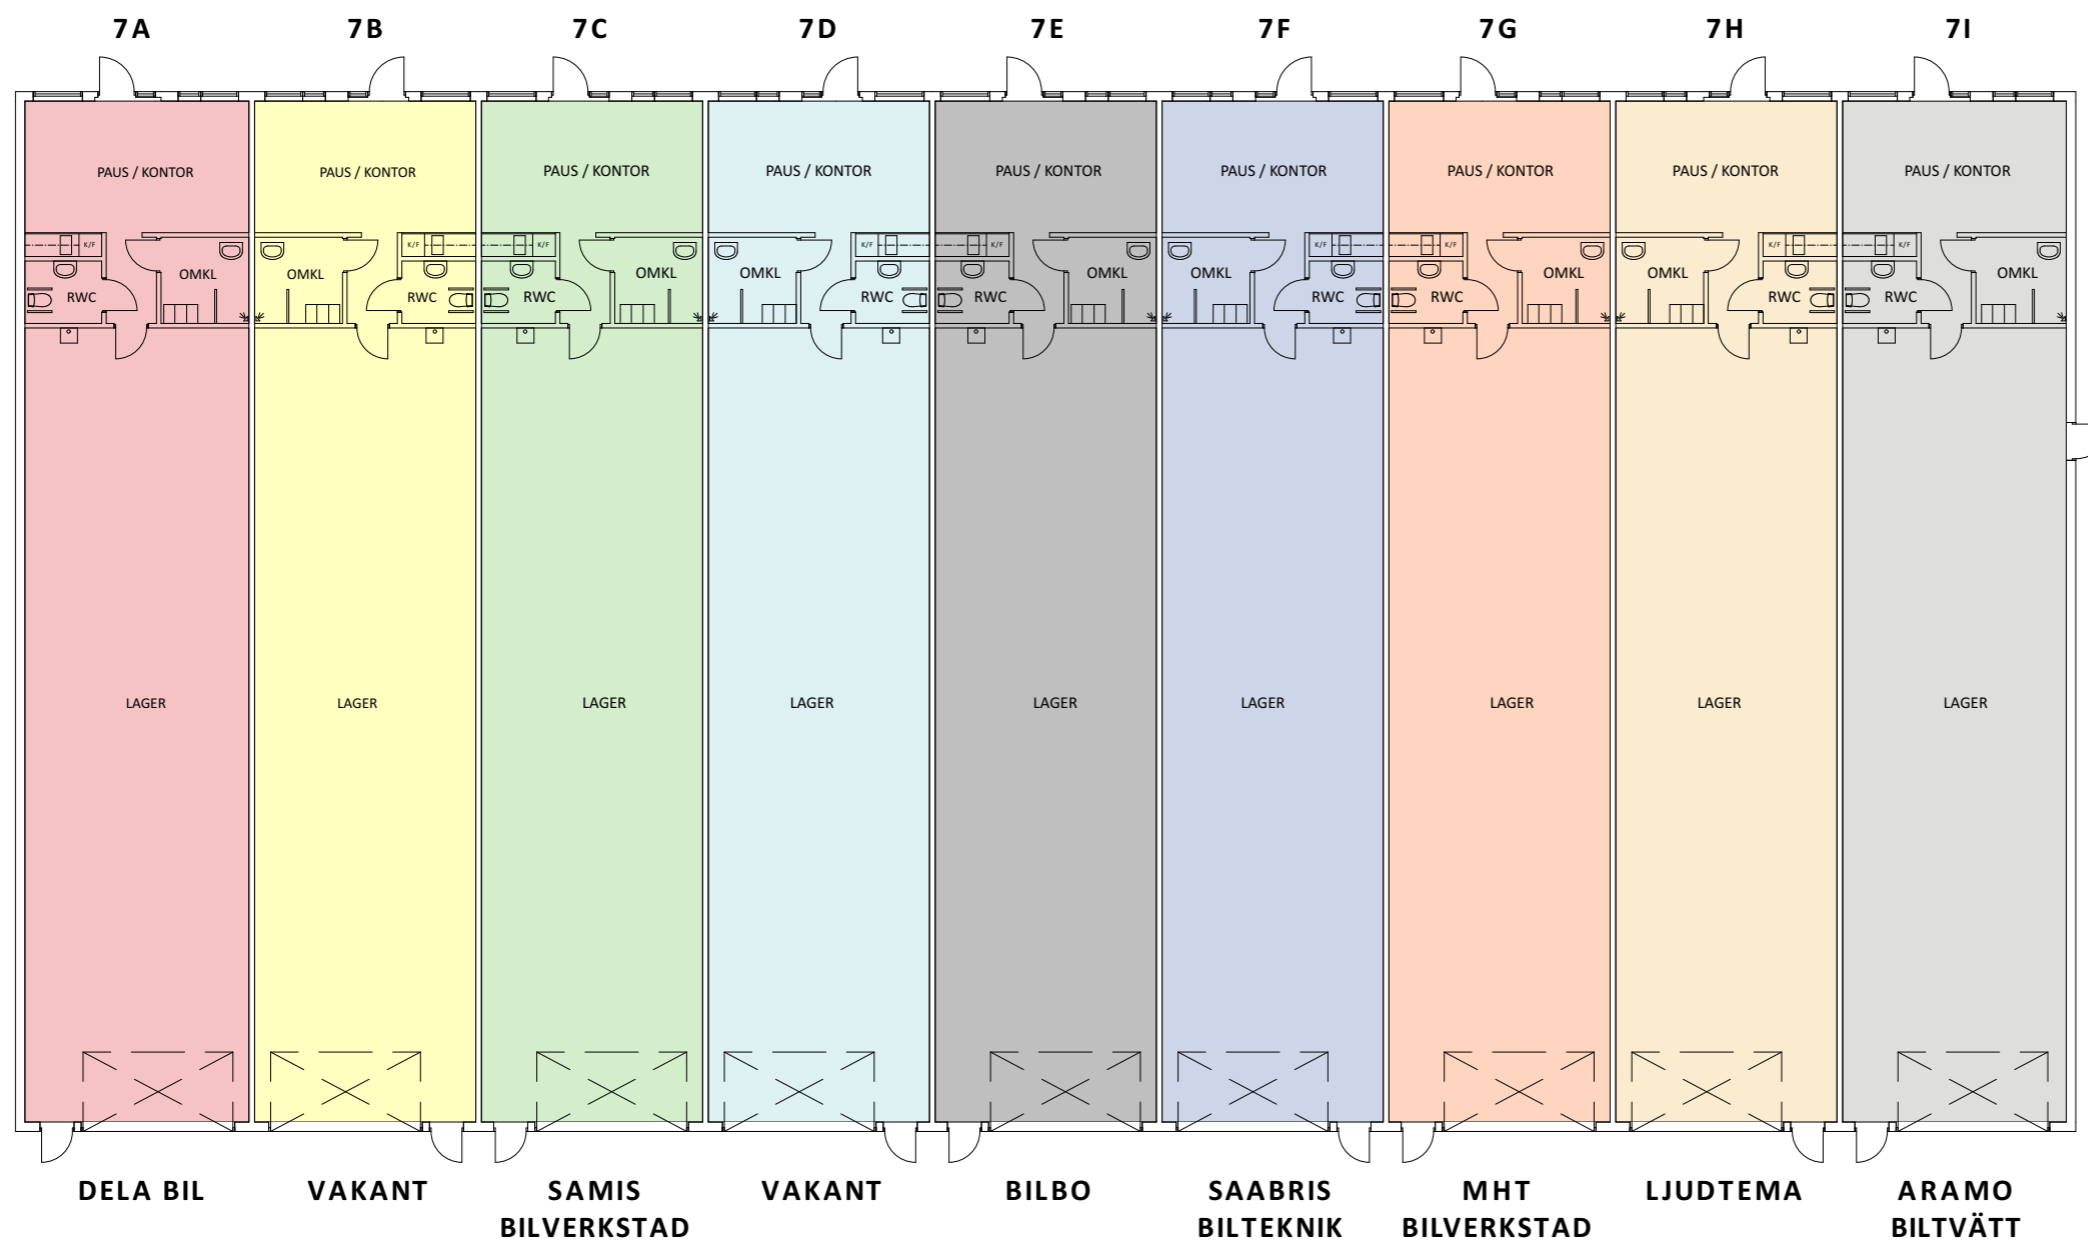 7A 7B 7C 7D 7E 7F 7G 7H 7I
PAUS / KONTOR PAUS / KONTOR PAUS / KONTOR PAUS / KONTOR PAUS / KONTOR PAUS / KONTOR PAUS / KONTOR PAUS / KONTOR PAUS / KONTOR
K/F K/F K/F K/F K/F K/F K/F K/F K/F
OMKL OMKL OMKL OMKL OMKL OMKL OMKL OMKL OMKL
RWC RWC RWC RWC RWC RWC RWC RWC RWC
LAGER LAGER LAGER LAGER LAGER LAGER LAGER LAGER LAGER
DELA BIL VAKANT SAMIS VAKANT BILBO SAABRIS MHT LJUDTEMA ARAMO
BILVERKSTAD BILTEKNIK BILVERKSTAD BILTVÄTT